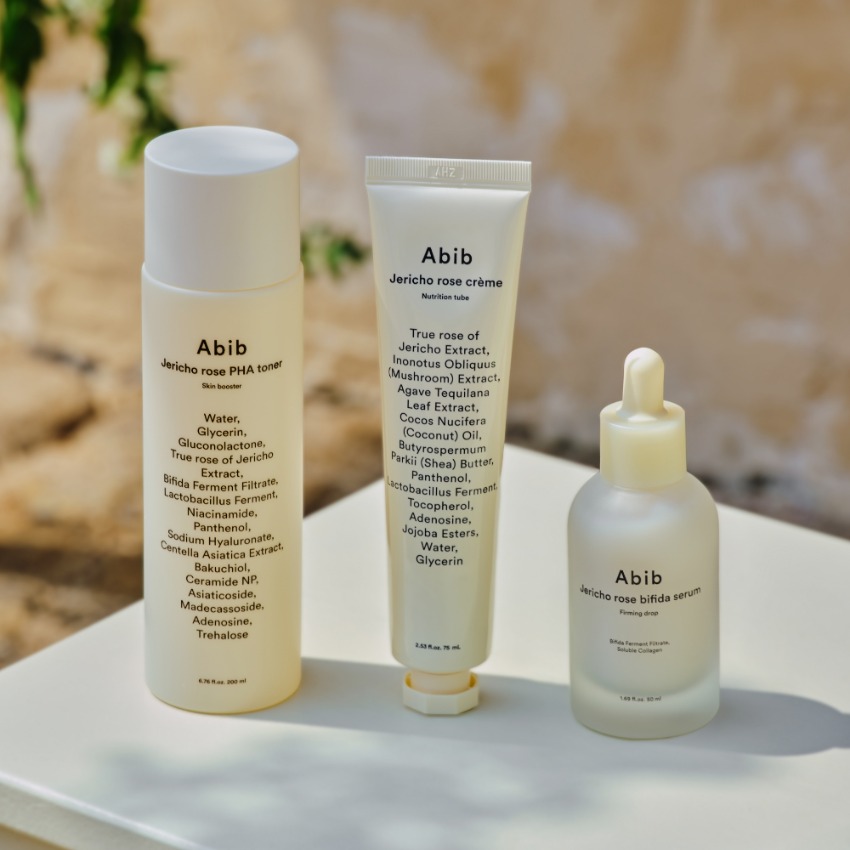 Abib
Jericho rose PHA toner
Skin booster
Water,
Glycerin,
Gluconolactone,
True rose of Jericho
Extract,
Bifida Ferment Filtrate,
Lactobacillus Ferment,
Niacinamide,
Panthenol,
Sodium Hyaluronate,
Centella Asiatica Extract,
Bakuchiol,
Ceramide NP,
Asiaticoside,
Madecassoside,
Adenosine,
Trehalose
6.76 fl.oz. 200 ml
Abib
Jericho rose crème
Nutrition tube
True rose of
Jericho Extract,
Inonotus Obliquus
(Mushroom) Extract,
Agave Tequilana
Leaf Extract,
Cocos Nucifera
(Coconut) Oil,
Butyrospermum
Parkii (Shea) Butter,
Panthenol,
Lactobacillus Ferment,
Tocopherol,
Adenosine,
Jojoba Esters,
Water,
Glycerin
2.53 fl.oz. 75 mL
Abib
Jericho rose bifida serum
Firming drop
Bifida Ferment Filtrate,
Soluble Collagen
1.69 fl.oz. 50 ml